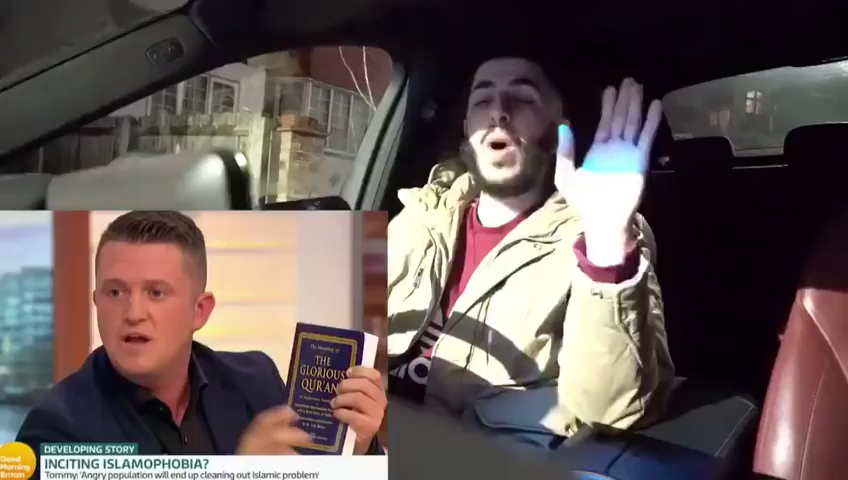 The Meaning of
THE
GLORIOUS
QUR'AN
Good
Morning
Britain
DEVELOPING STORY
INCITING ISLAMOPHOBIA?
Tommy: 'Angry population will end up cleaning out Islamic problem'